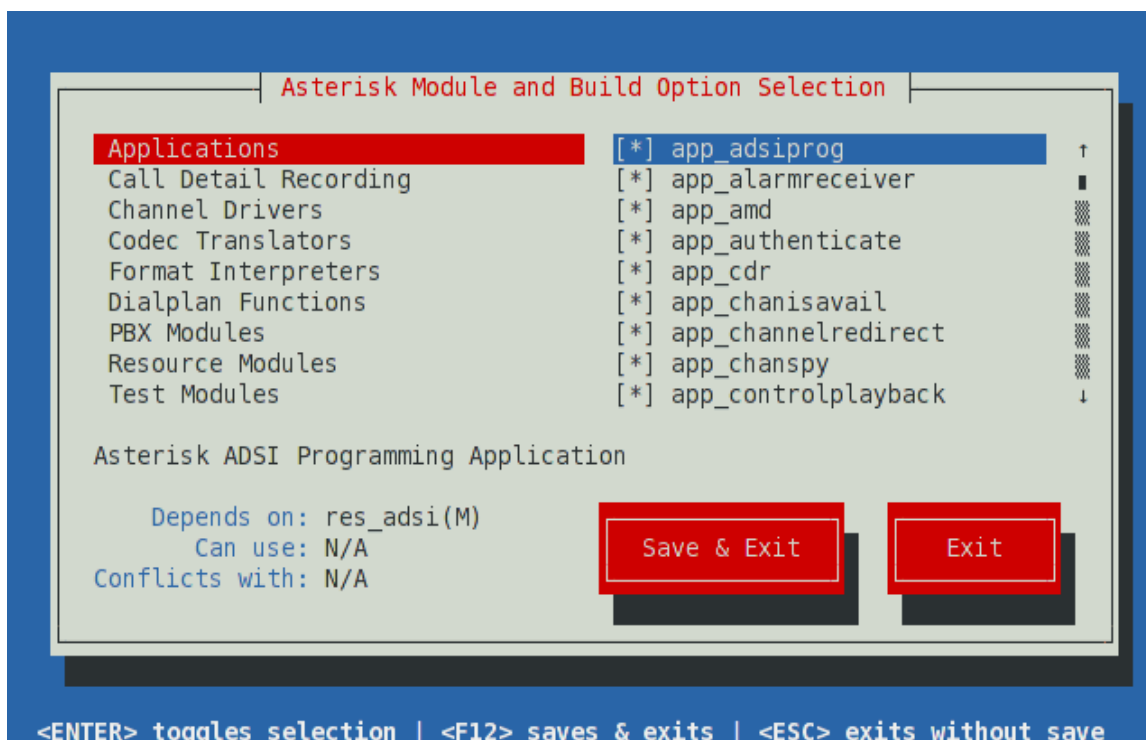 Asterisk Module and Build Option Selection
Applications [*] app_adsiprog ↑
Call Detail Recording [*] app_alarmreceiver
Channel Drivers [*] app_amd
Codec Translators [*] app_authenticate
Format Interpreters [*] app_cdr
Dialplan Functions [*] app_chanisavail
PBX Modules [*] app_channelredirect
Resource Modules [*] app_chanspy
Test Modules [*] app_controlplayback ↓
Asterisk ADSI Programming Application
Depends on: res_adsi(M)
Can use: N/A
Conflicts with: N/A
Save & Exit Exit
<ENTER> toggles selection | <F12> saves & exits | <ESC> exits without save